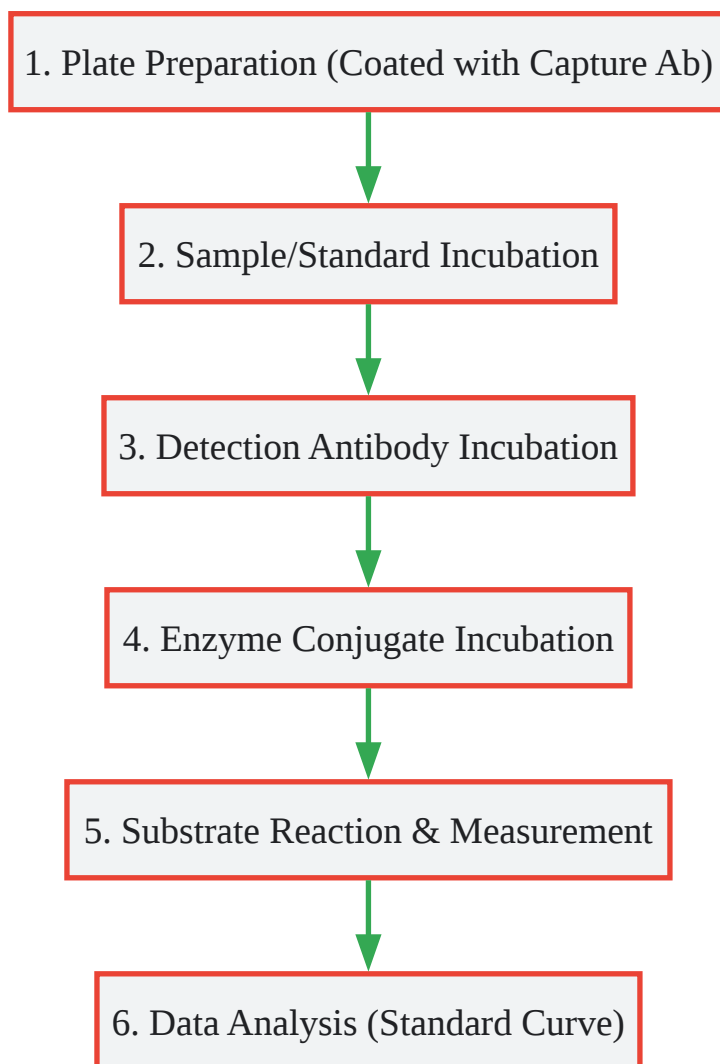 1. Plate Preparation (Coated with Capture Ab)
2. Sample/Standard Incubation
3. Detection Antibody Incubation
4. Enzyme Conjugate Incubation
5. Substrate Reaction & Measurement
6. Data Analysis (Standard Curve)